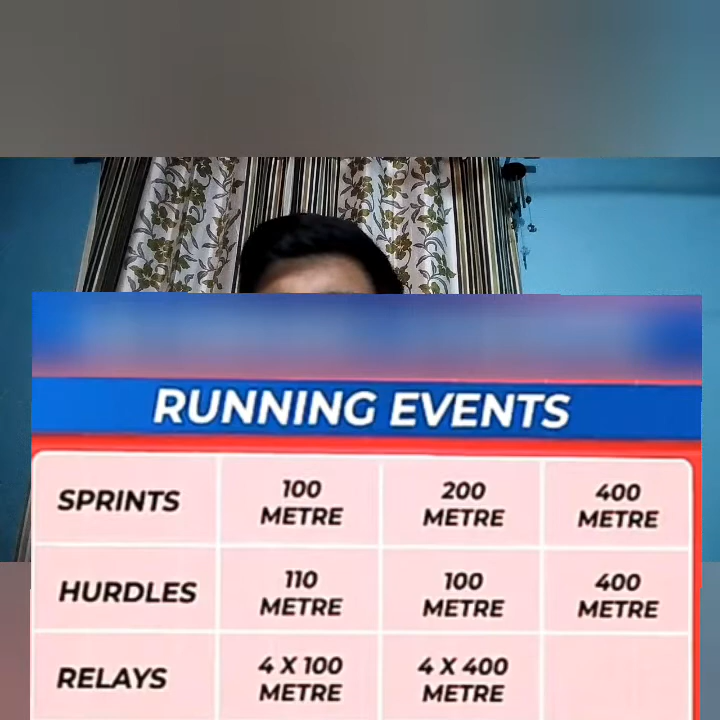 RUNNING EVENTS
SPRINTS
100
METRE
200
METRE
400
METRE
HURDLES
110
METRE
100
METRE
400
METRE
RELAYS
4 X 100
METRE
4 X 400
METRE